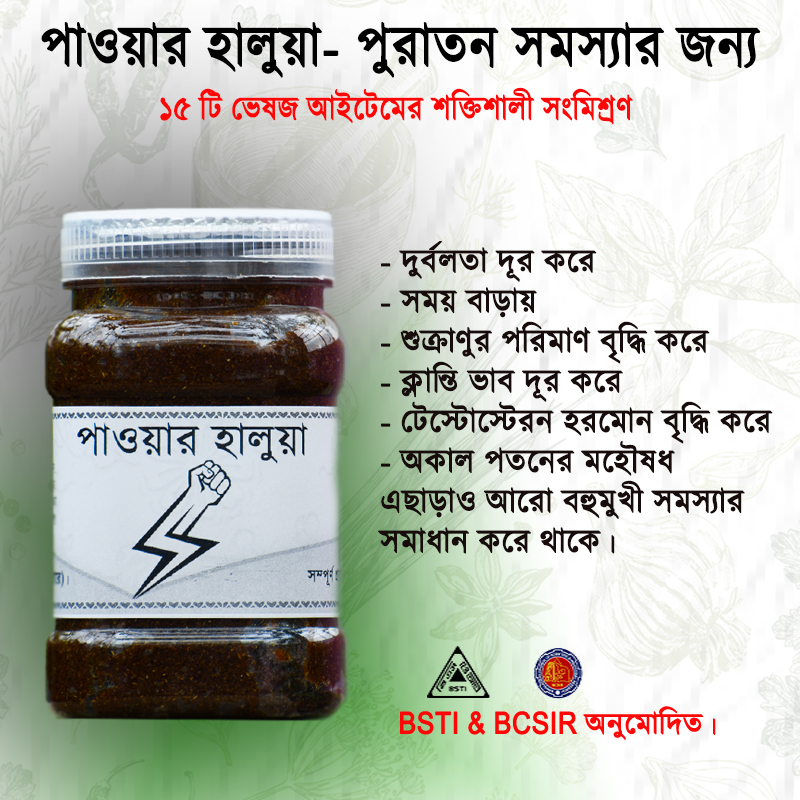 পাওয়ার হালুয়া- পুরাতন সমস্যার জন্য
১৫ টি ভেষজ আইটেমের শক্তিশালী সংমিশ্রণ
- দুর্বলতা দূর করে
- সময় বাড়ায়
- শুক্রাণুর পরিমাণ বৃদ্ধি করে
- ক্লান্তি ভাব দূর করে
- টেস্টোস্টেরন হরমোন বৃদ্ধি করে
- অকাল পতনের মহৌষধ
এছাড়াও আরো বহুমুখী সমস্যার
সমাধান করে থাকে।
পাওয়ার হালুয়া
সম্পূর্ণ
BSTI
BSTI & BCSIR অনুমোদিত।